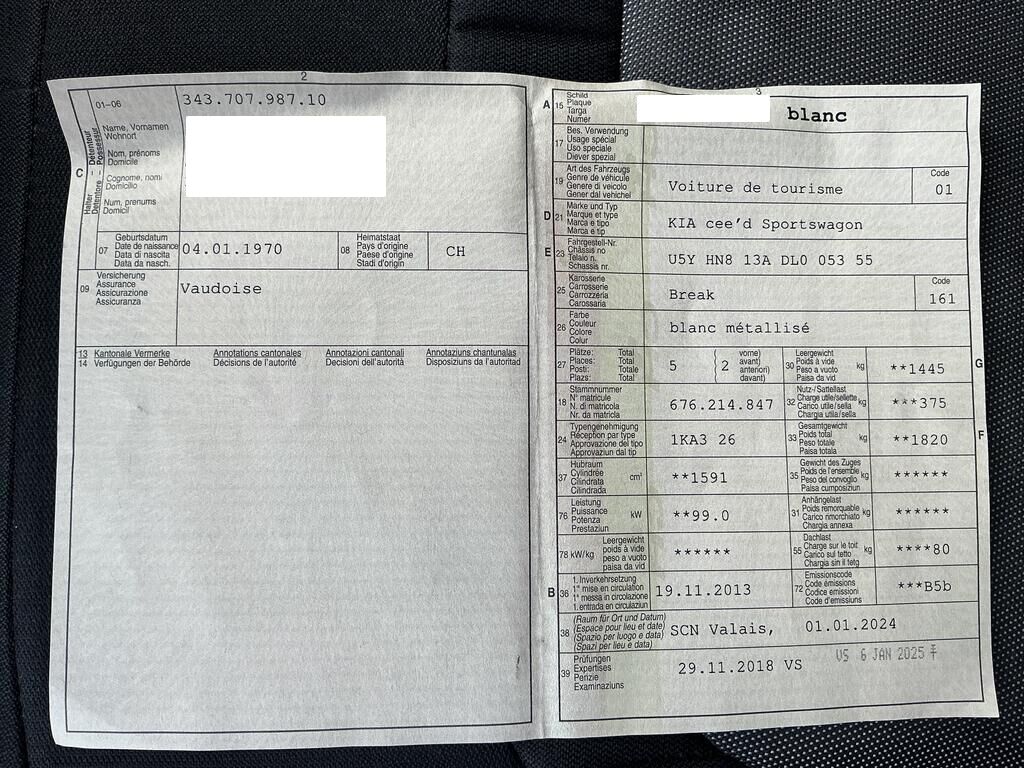 2
01-06
343.707.987.10
C
Halter
Détenteur
Detentore
Possessur
Name, Vornamen
Wohnort
Nom, prénoms
Domicile
Cognome, nomi
Domicilio
Num, prenums
Domicil
07
Geburtsdatum
Date de naissance
Data di nascita
Data da nasch.
04.01.1970
08
Heimatstaat
Pays d'origine
Paese d'origine
Stadi d'origin
CH
09
Versicherung
Assurance
Assicurazione
Assicuranza
Vaudoise
13 Kantonale Vermerke Annotations cantonales Annotazioni cantonali Annotaziuns chantunalas
14 Verfügungen der Behörde Décisions de l'autorité Decisioni dell'autorità Disposiziuns da l'autoritad
3
A 15
Schild
Plaque
Targa
Numer
blanc
17
Bes. Verwendung
Usage spécial
Uso speciale
Diever spezial
19
Art des Fahrzeugs
Genre de véhicule
Genere di veicolo
Gener dal vehichel
Voiture de tourisme
Code
01
D 21
Marke und Typ
Marque et type
Marca e tipo
Marca e tip
KIA cee'd Sportswagon
E 23
Fahrgestell-Nr.
Châssis no
Telaio n.
Schassis nr.
U5Y HN8 13A DL0 053 55
25
Karosserie
Carrosserie
Carrozzeria
Carossaria
Break
Code
161
26
Farbe
Couleur
Colore
Colur
blanc métallisé
27
Plätze: Total
Places: Total
Posti: Totale
Plazs: Total
5
2
vorne)
avant)
anteriori)
davant)
30
Leergewicht
Poids à vide
Peso a vuoto
Paisa da vid
kg
**1445
G
18
Stammnummer
N° matricule
N. di matricola
Nr. da matricla
676.214.847
32
Nutz-/Sattellast
Charge utile/sellette
Carico utile/sella
Chargia utila/sella
kg
***375
24
Typengenehmigung
Réception par type
Approvazione del tipo
Approvaziun dal tip
1KA3 26
33
Gesamtgewicht
Poids total
Peso totale
Paisa totala
kg
**1820
F
37
Hubraum
Cylindrée
Cilindrata
Cilindrada
cm³
**1591
35
Gewicht des Zuges
Poids de l'ensemble
Peso del convoglio
Paisa cumposiziun
kg
******
76
Leistung
Puissance
Potenza
Prestaziun
kW
**99.0
31
Anhängelast
Poids remorquable
Carico rimorchiato
Chargia annexa
kg
******
78 kW/kg
Leergewicht
poids à vide
peso a vuoto
paisa da vid
******
55
Dachlast
Charge sur le toit
Carico sul tetto
Chargia sin il tetg
kg
****80
B 36
1. Inverkehrsetzung
1re mise en circulation
1a messa in circolazione
1. entrada en circulaziun
19.11.2013
72
Emissionscode
Code émissions
Codice emissioni
Code d'emissiuns
***B5b
38
(Raum für Ort und Datum)
(Espace pour lieu et date)
(Spazio per luogo e data)
(Spazi per lieu e data)
SCN Valais, 01.01.2024
39
Prüfungen
Expertises
Perizie
Examinaziuns
29.11.2018 VS
VS 6 JAN 2025